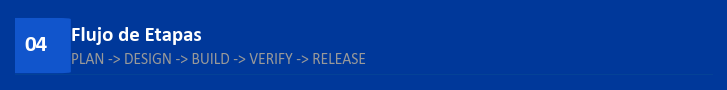 04
Flujo de Etapas
PLAN -> DESIGN -> BUILD -> VERIFY -> RELEASE